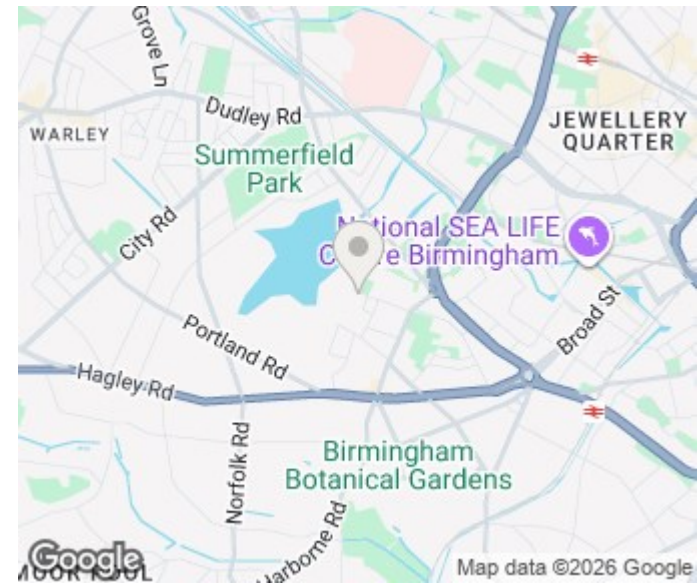 Grove Ln
Dudley Rd
JEWELLERY
QUARTER
WARLEY
Summerfield
Park
City Rd
National SEA LIFE
Centre Birmingham
Broad St
Portland Rd
Hagley Rd
Norfolk Rd
Birmingham
Botanical Gardens
Harborne Rd
Google
Map data ©2026 Google